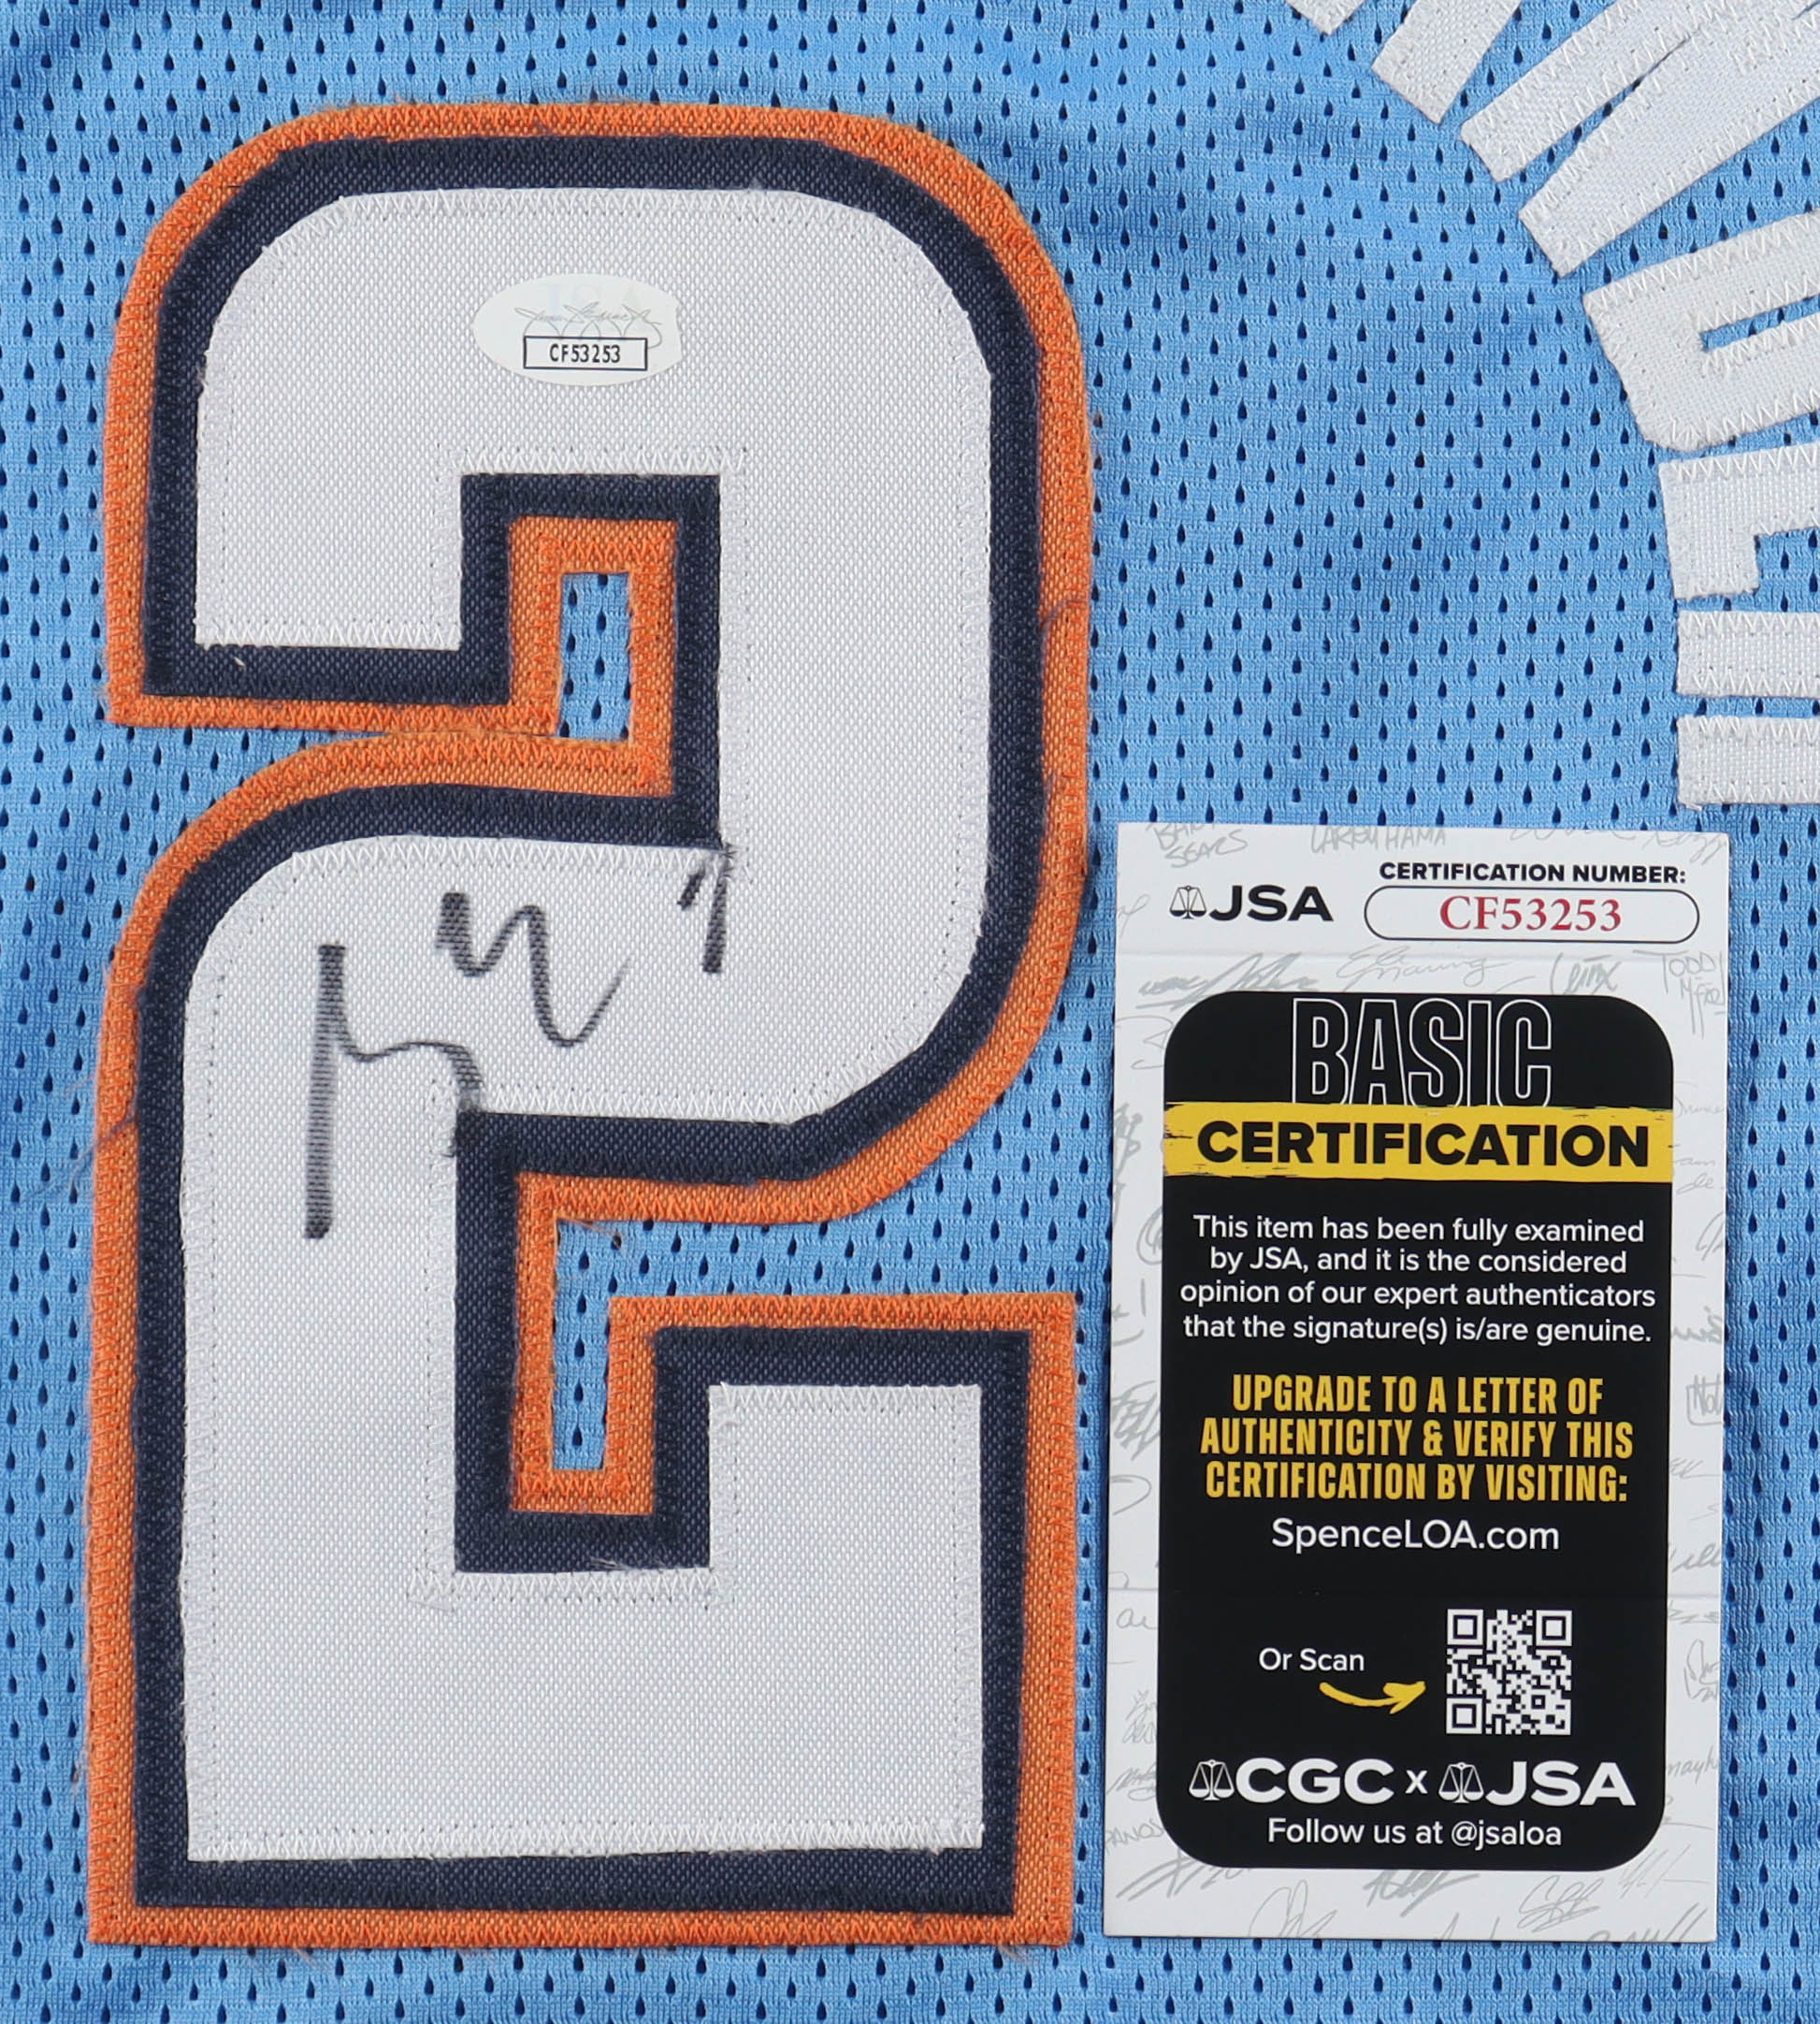 2
CF53253
JSA
CERTIFICATION NUMBER:
CF53253
BASIC
CERTIFICATION
This item has been fully examined
by JSA, and it is the considered
opinion of our expert authenticators
that the signature(s) is/are genuine.
UPGRADE TO A LETTER OF
AUTHENTICITY & VERIFY THIS
CERTIFICATION BY VISITING:
SpenceLOA.com
Or Scan
CGC x JSA
Follow us at @jsaloa